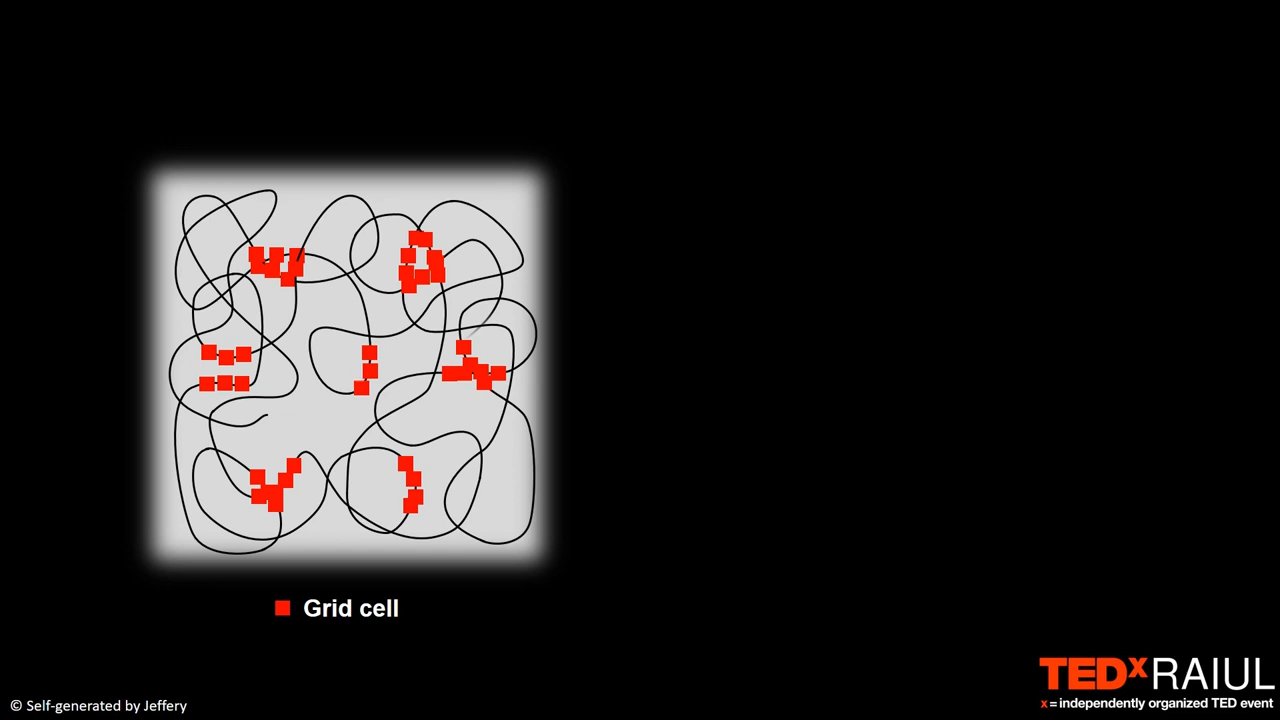 Grid cell
TEDxRAIUL
x = independently organized TED event
© Self-generated by Jeffery